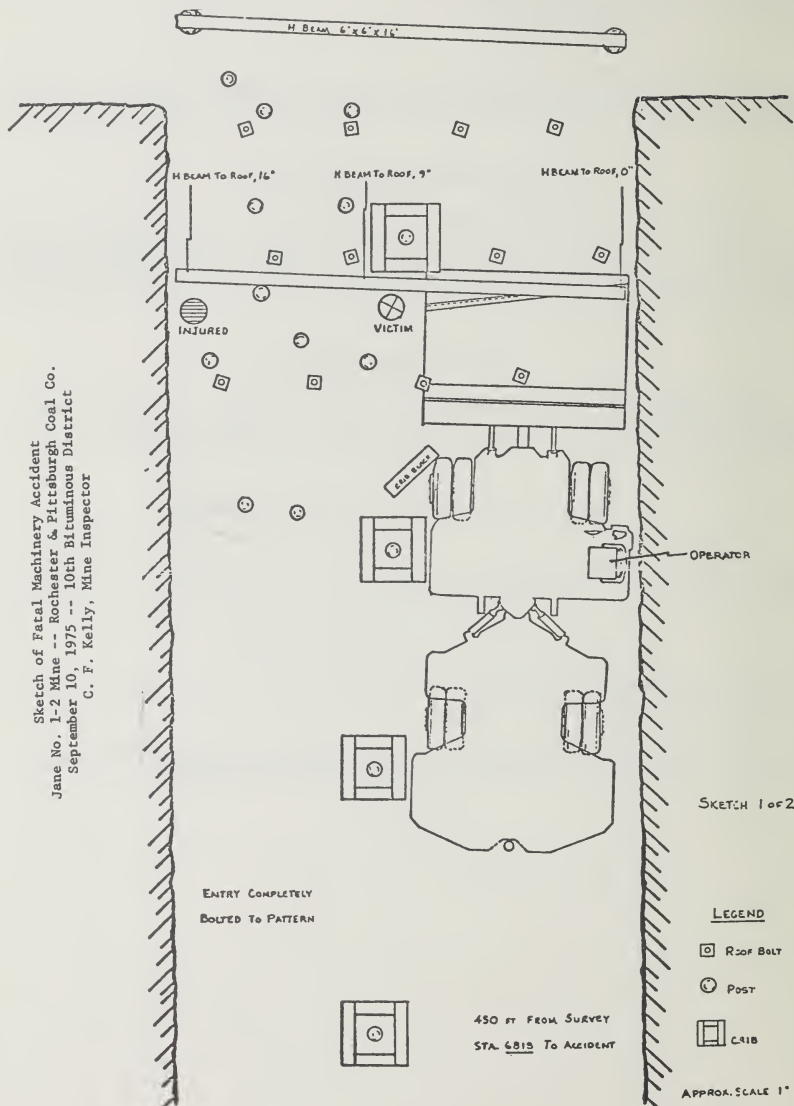 Sketch of Fatal Machinery Accident
Jane No. 1-2 Mine -- Rochester & Pittsburgh Coal Co.
September 10, 1975 -- 10th Bituminous District
C. F. Kelly, Mine Inspector
H BEAM 6"x6"x16'
H BEAM TO ROOF, 16"
H BEAM TO ROOF, 9"
H BEAM TO ROOF, 0"
INJURED
VICTIM
CRIB BLOCK
OPERATOR
SKETCH 1 OF 2
ENTRY COMPLETELY
BOLTED TO PATTERN
450 FT FROM SURVEY
STA. 6819 TO ACCIDENT
LEGEND
ROOF BOLT
POST
CRIB
APPROX. SCALE 1"